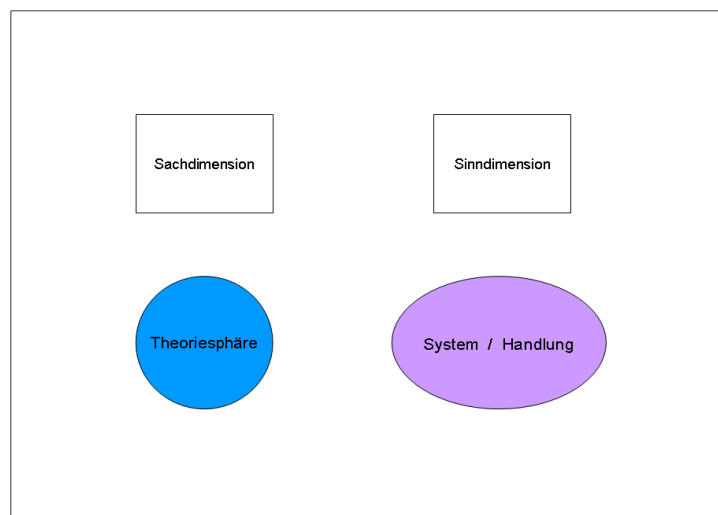 Sachdimension
Sinndimension
Theoriesphäre
System / Handlung